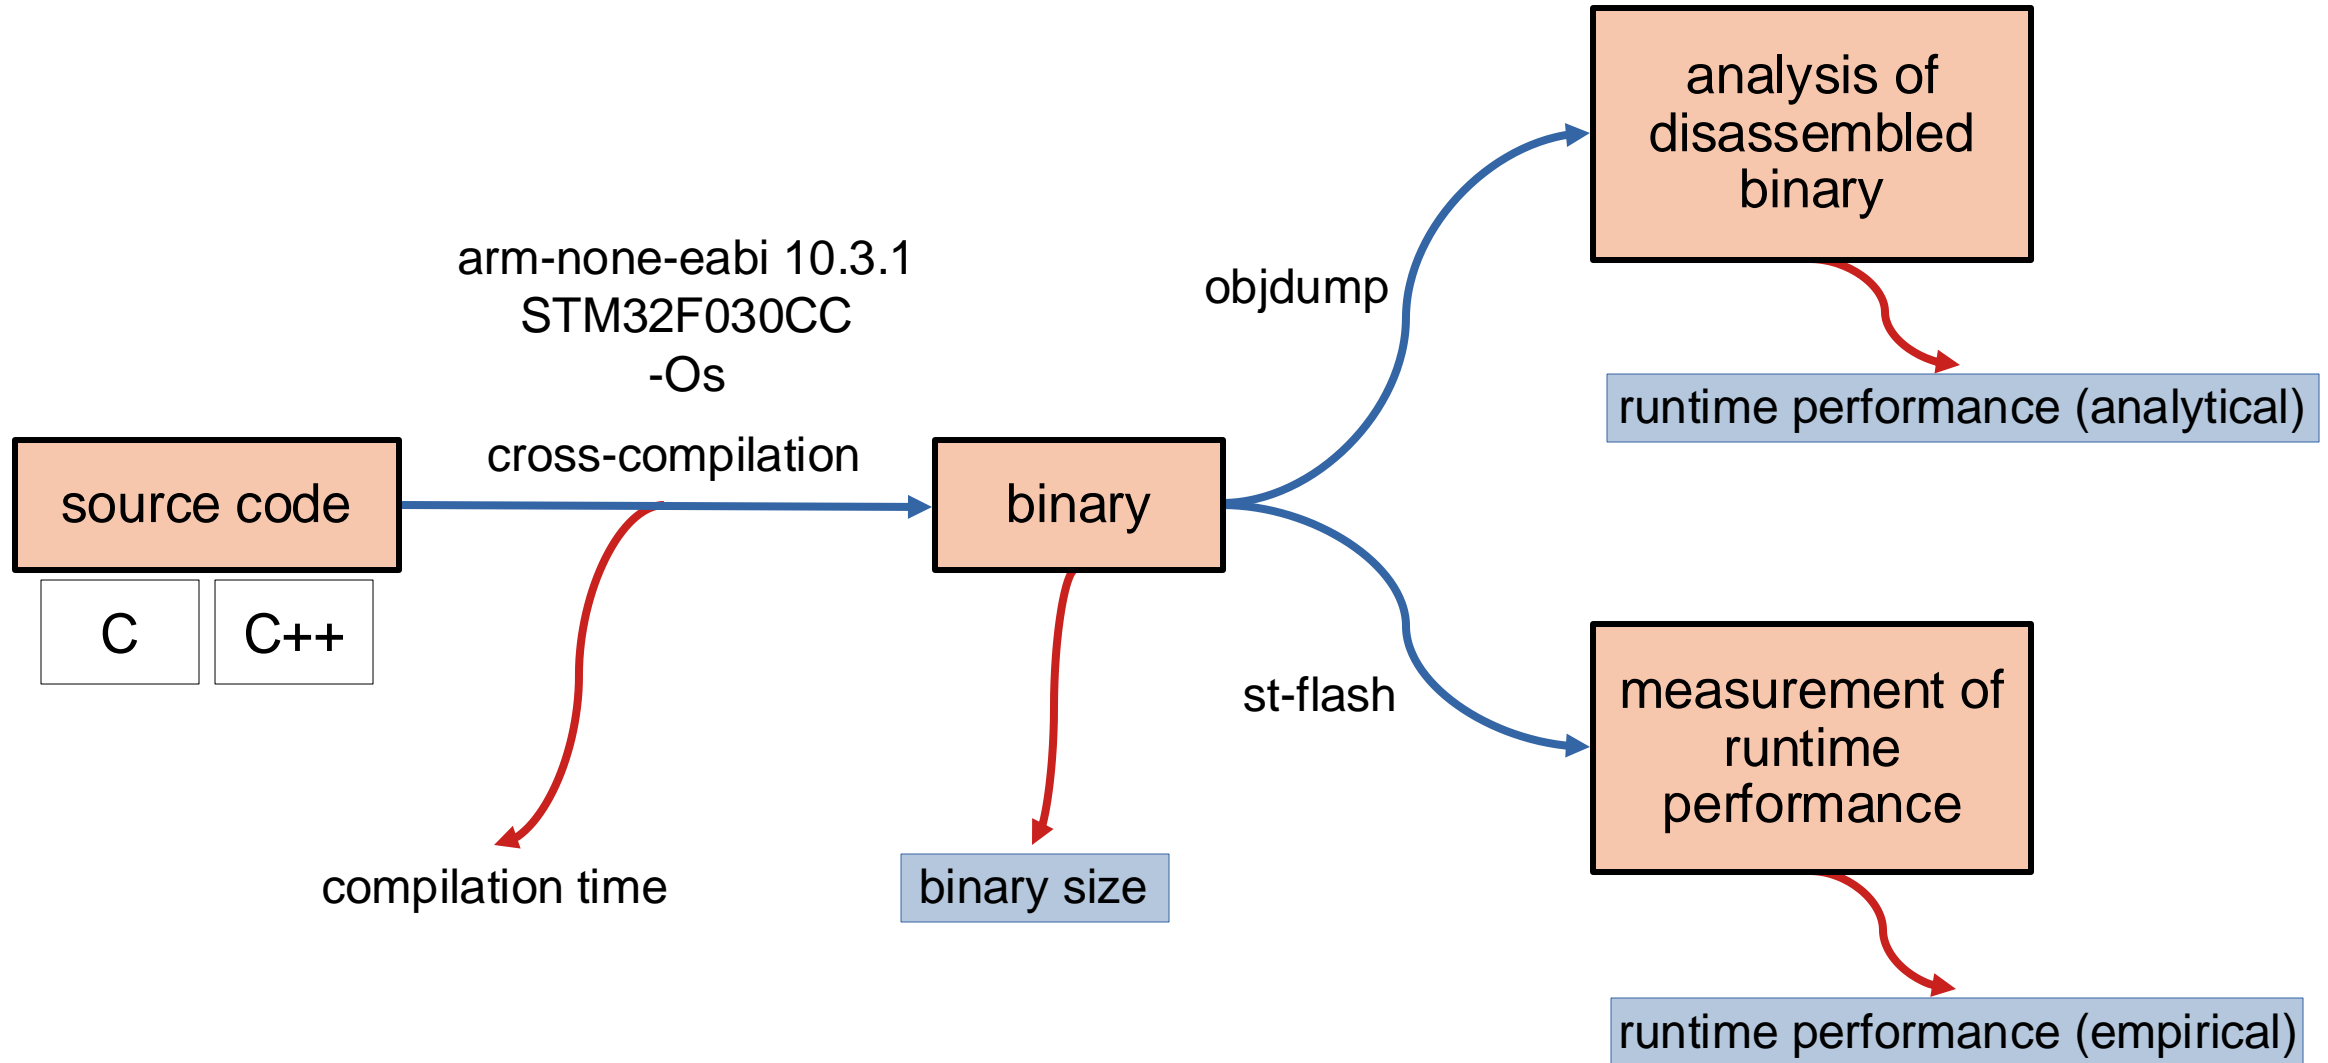 analysis of
disassembled
binary
arm-none-eabi 10.3.1
STM32F030CC
-Os
objdump
runtime performance (analytical)
cross-compilation
source code
binary
C
C++
st-flash
measurement of
runtime
performance
compilation time
binary size
runtime performance (empirical)